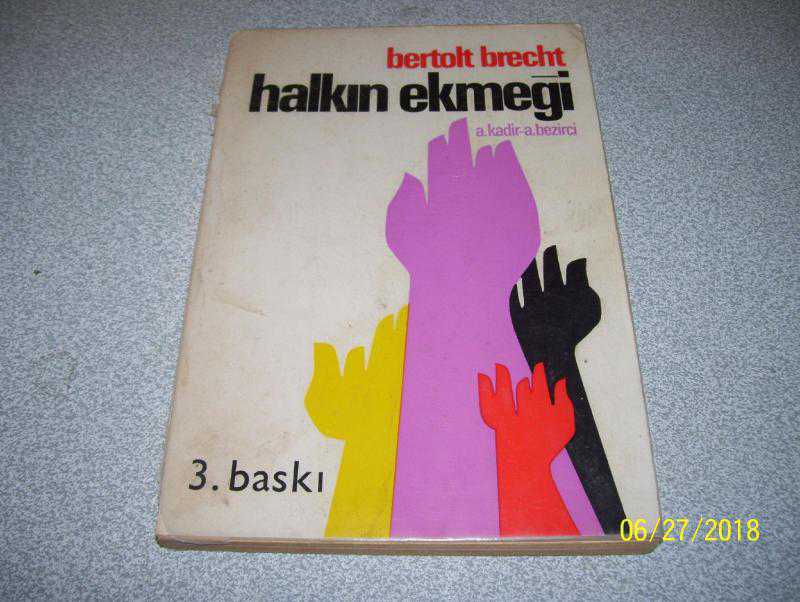 bertolt brecht
halkın ekmeği
a.kadir-a.bezirci
3. baskı
06/27/2018